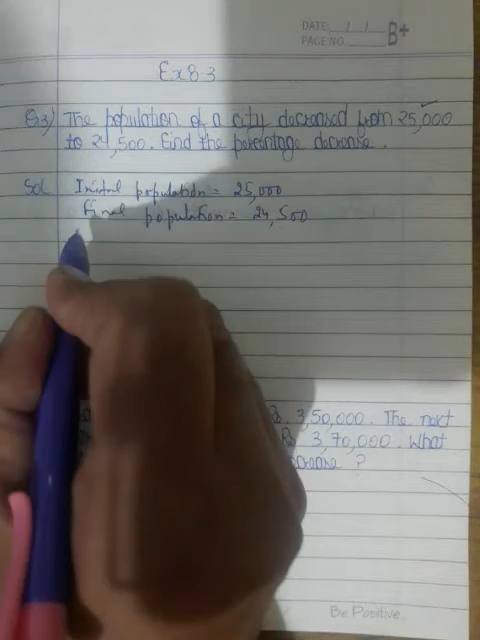 DATE: / /
PAGE NO.
B+
Ex 8.3
Q3) The population of a city decreased from 25,000
to 24,500. Find the percentage decrease.
Sol. Initial population = 25,000
Final population = 24,500
3,50,000. The next
Rs 3,70,000. What
?
Be Positive